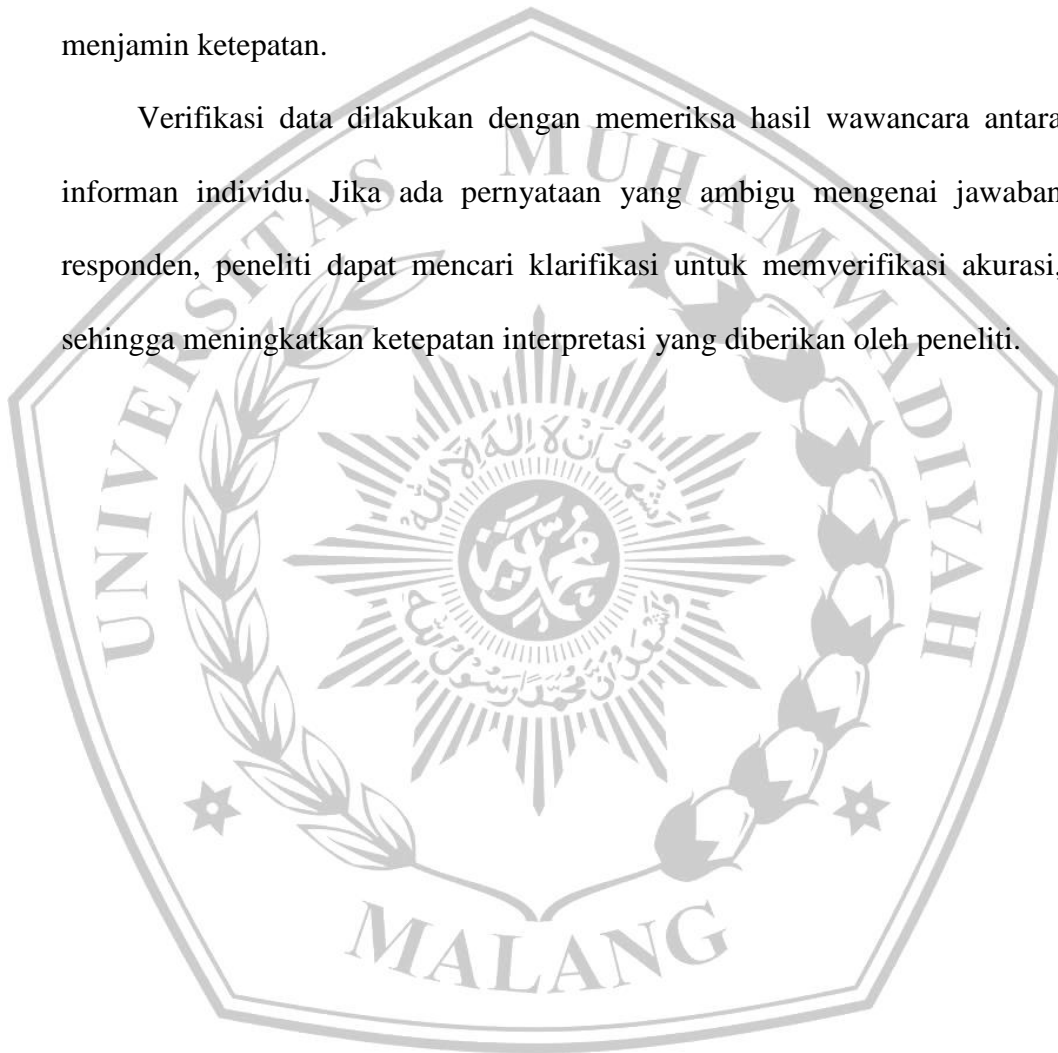 menjamin ketepatan.
Verifikasi data dilakukan dengan memeriksa hasil wawancara antara
informan individu. Jika ada pernyataan yang ambigu mengenai jawaban
responden, peneliti dapat mencari klarifikasi untuk memverifikasi akurasi,
sehingga meningkatkan ketepatan interpretasi yang diberikan oleh peneliti.
UNIVERSITAS MUHAMMADIYAH
MALANG